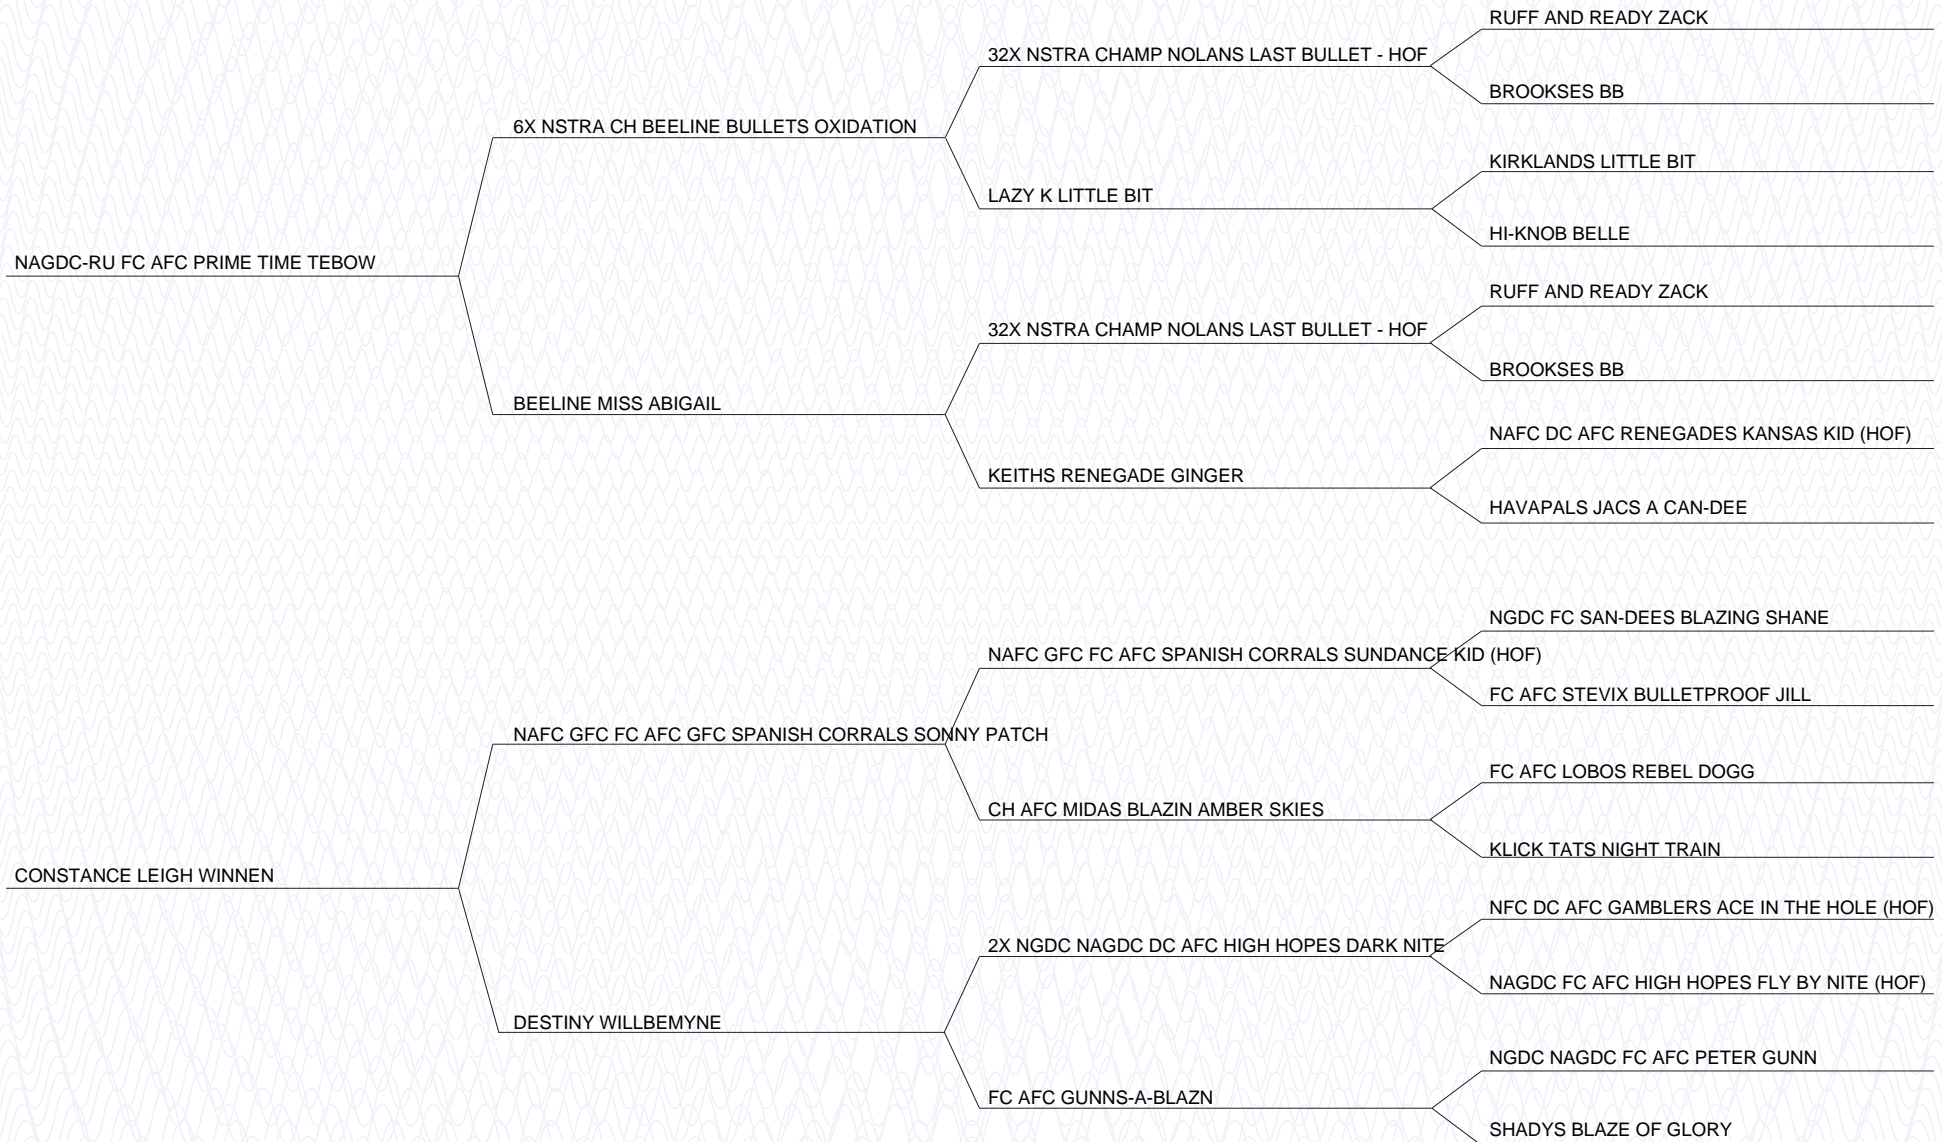 RUFF AND READY ZACK
32X NSTRA CHAMP NOLANS LAST BULLET - HOF
BROOKSES BB
6X NSTRA CH BEELINE BULLETS OXIDATION
KIRKLANDS LITTLE BIT
LAZY K LITTLE BIT
HI-KNOB BELLE
NAGDC-RU FC AFC PRIME TIME TEBOW
RUFF AND READY ZACK
32X NSTRA CHAMP NOLANS LAST BULLET - HOF
BROOKSES BB
BEELINE MISS ABIGAIL
NAFC DC AFC RENEGADES KANSAS KID (HOF)
KEITHS RENEGADE GINGER
HAVAPALS JACS A CAN-DEE
NGDC FC SAN-DEES BLAZING SHANE
NAFC GFC FC AFC SPANISH CORRALS SUNDANCE KID (HOF)
FC AFC STEVIX BULLETPROOF JILL
NAFC GFC FC AFC GFC SPANISH CORRALS SONNY PATCH
FC AFC LOBOS REBEL DOGG
CH AFC MIDAS BLAZIN AMBER SKIES
KLICK TATS NIGHT TRAIN
CONSTANCE LEIGH WINNEN
NFC DC AFC GAMBLERS ACE IN THE HOLE (HOF)
2X NGDC NAGDC DC AFC HIGH HOPES DARK NITE
NAGDC FC AFC HIGH HOPES FLY BY NITE (HOF)
DESTINY WILLBEMYNE
NGDC NAGDC FC AFC PETER GUNN
FC AFC GUNNS-A-BLAZN
SHADYS BLAZE OF GLORY